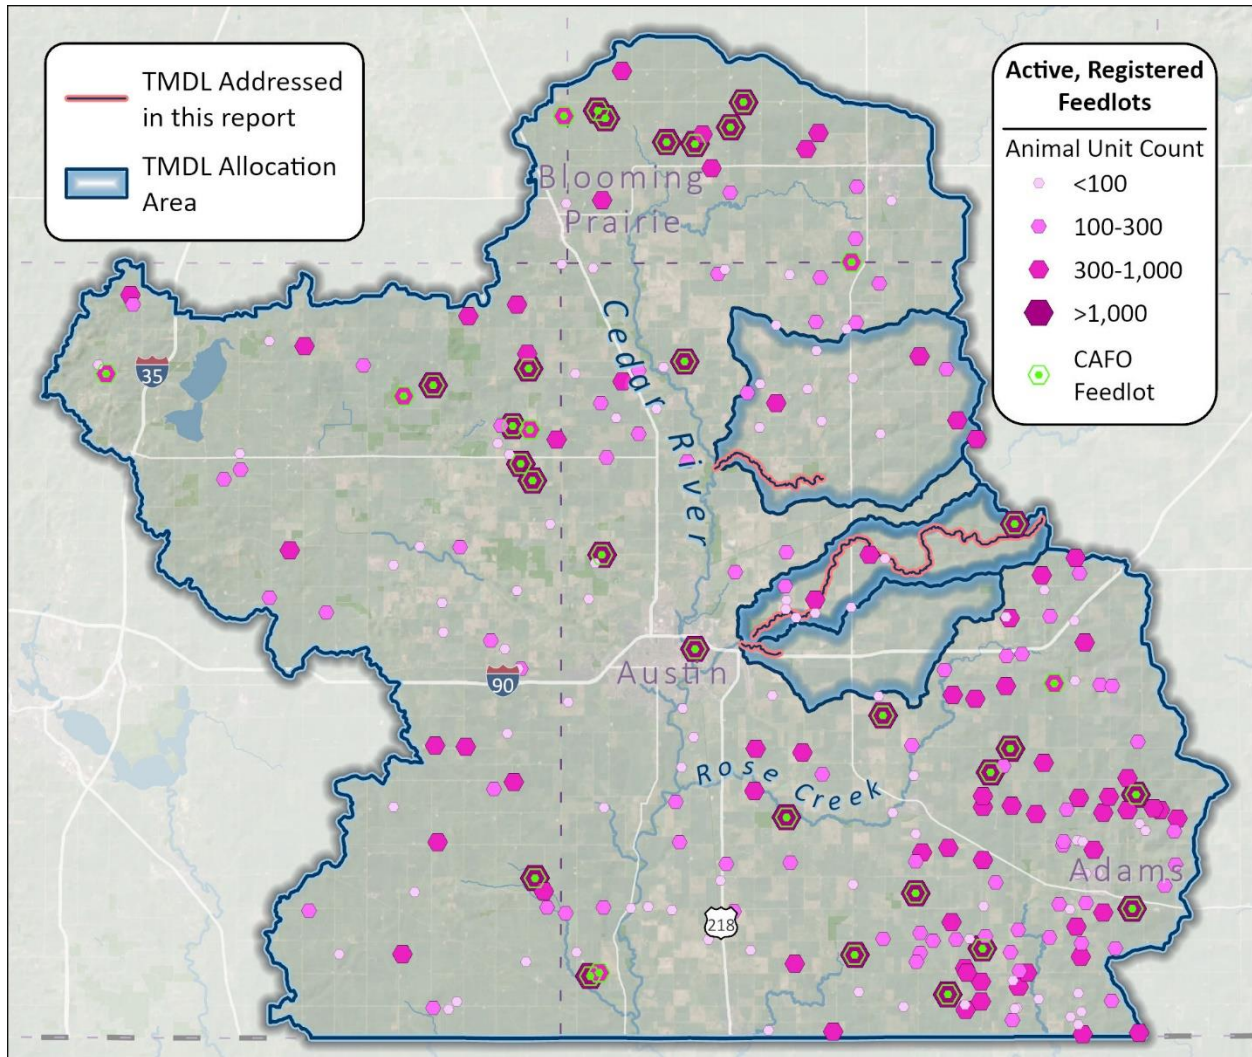 TMDL Addressed
in this report
TMDL Allocation
Area
Active, Registered
Feedlots
Animal Unit Count
<100
100-300
300-1,000
>1,000
CAFO
Feedlot
Blooming
Prairie
Cedar River
35
Austin
90
Rose Creek
Adams
218